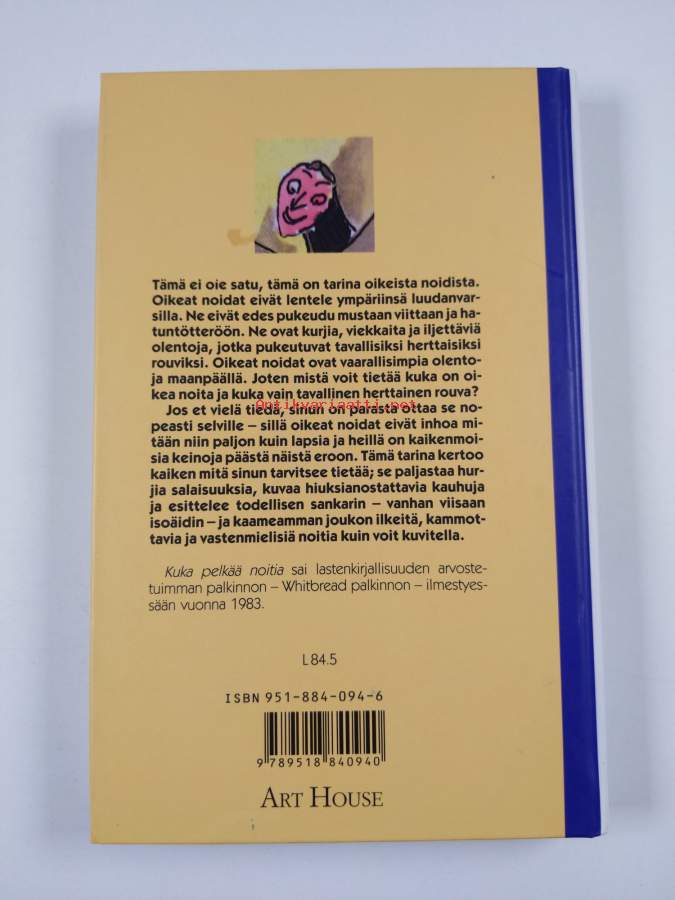 Tämä ei ole satu, tämä on tarina oikeista noidista.
Oikeat noidat eivät lentele ympäriinsä luudanvar-
silla. Ne eivät edes pukeudu mustaan viittaan ja ha-
tuntötteröön. Ne ovat kurjia, viekkaita ja iljettäviä
olentoja, jotka pukeutuvat tavallisiksi herttaisiksi
rouviksi. Oikeat noidat ovat vaarallisimpia olento-
ja maanpäällä. Joten mistä voit tietää kuka on oi-
kea noita ja kuka vain tavallinen herttainen rouva?
Antikvariaatti.net
Jos et vielä tiedä, sinun on parasta ottaa se no-
peasti selville – sillä oikeat noidat eivät inhoa mi-
tään niin paljon kuin lapsia ja heillä on kaikenmoi-
sia keinoja päästä näistä eroon. Tämä tarina kertoo
kaiken mitä sinun tarvitsee tietää; se paljastaa hur-
jia salaisuuksia, kuvaa hiuksianostattavia kauhuja
ja esittelee todellisen sankarin – vanhan viisaan
isoäidin – ja kaameamman joukon ilkeitä, kammot-
tavia ja vastenmielisiä noitia kuin voit kuvitella.
Kuka pelkää noitia sai lastenkirjallisuuden arvoste-
tuimman palkinnon – Whitbread palkinnon – ilmestyes-
sään vuonna 1983.
L 84.5
ISBN 951-884-094-6
9 789518 840940
ART HOUSE